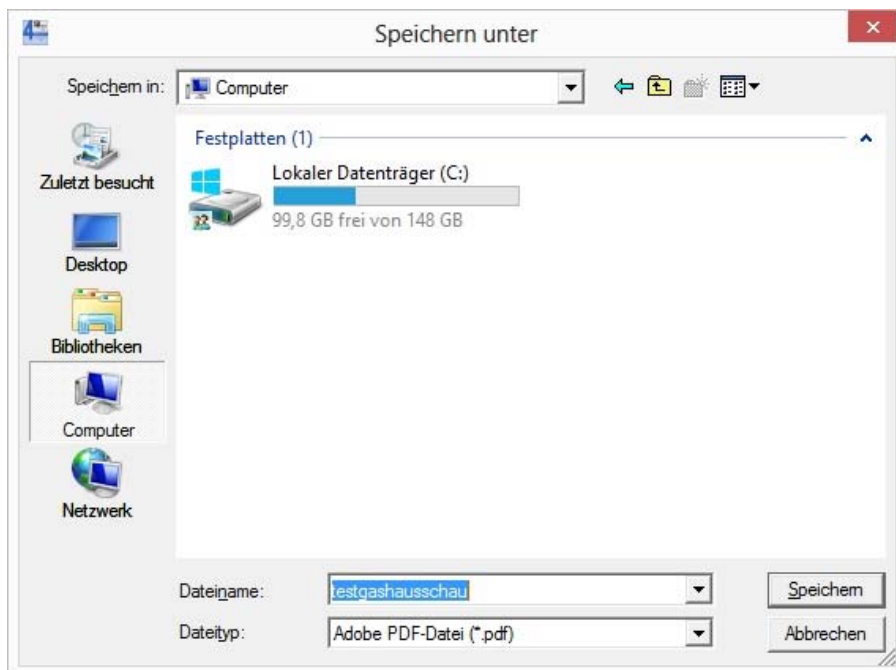 Speichern unter
Speichern in:
Computer
Zuletzt besucht
Desktop
Bibliotheken
Computer
Netzwerk
Festplatten (1)
Lokaler Datenträger (C:)
99,8 GB frei von 148 GB
Dateiname:
testgashausschau
Speichern
Dateityp:
Adobe PDF-Datei (*.pdf)
Abbrechen